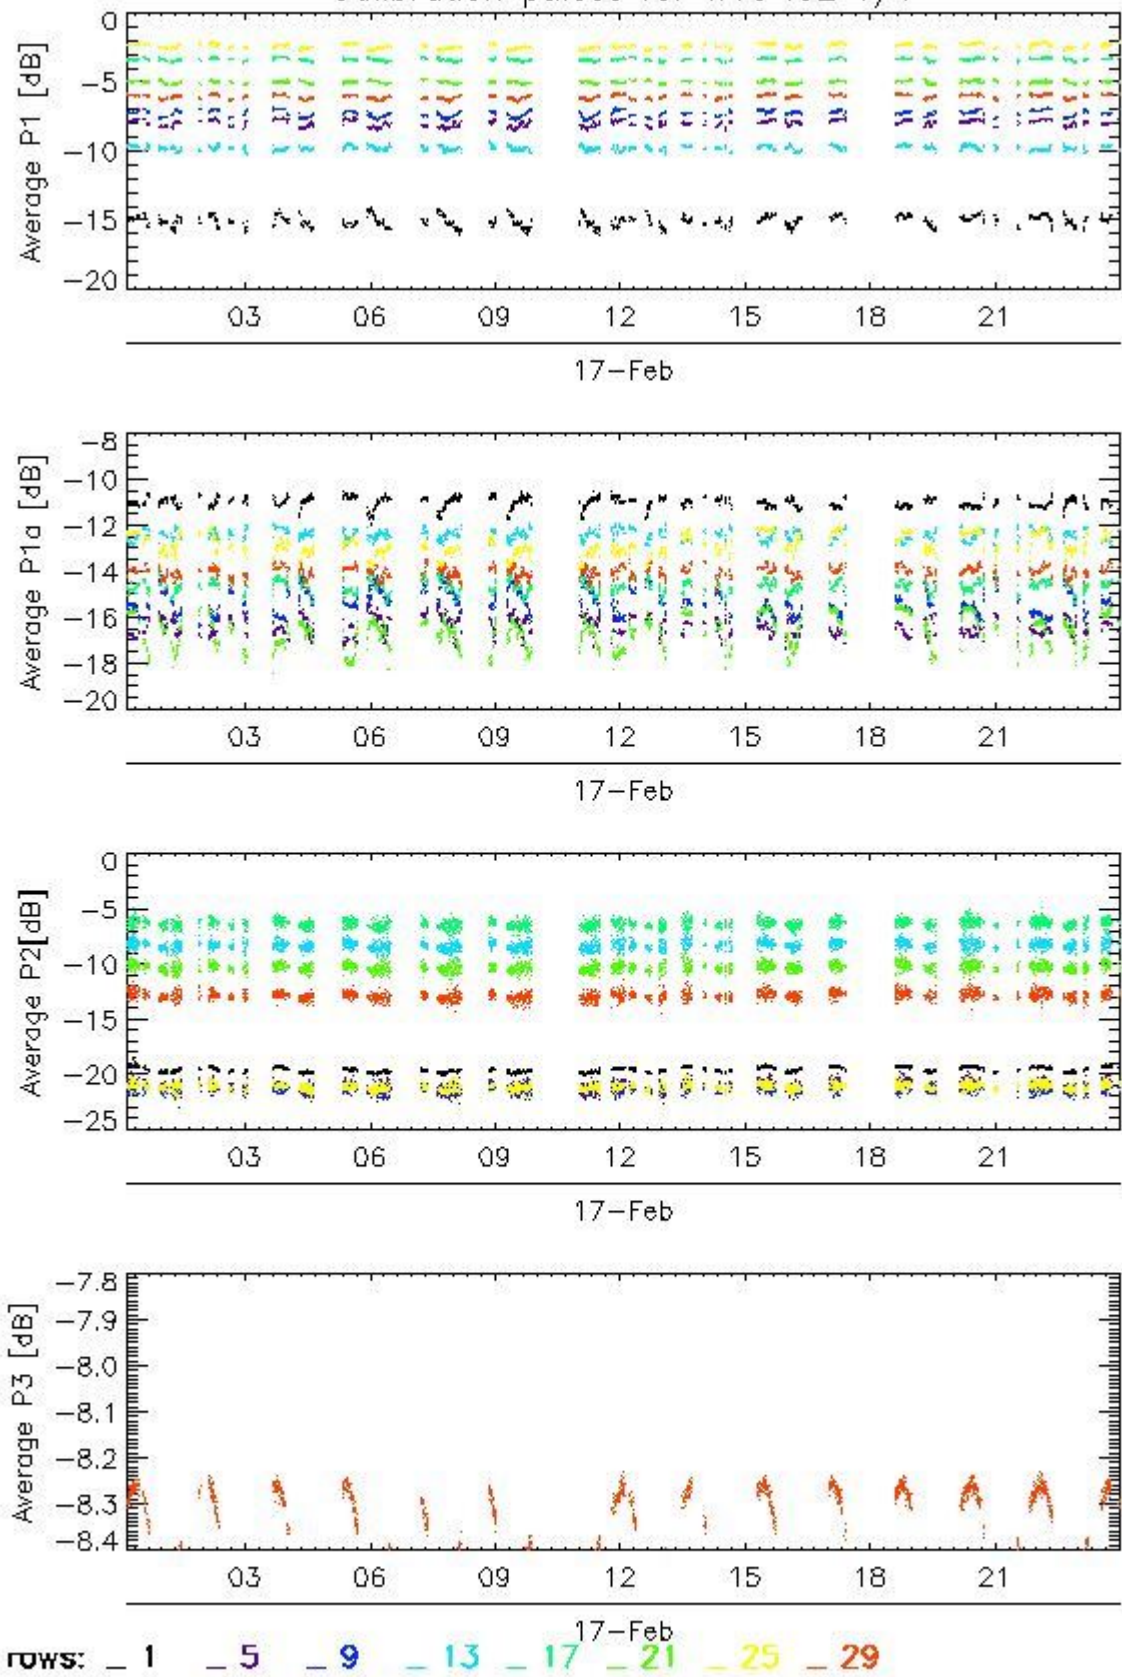 pulses for
Average P1 [dB]
0
−5
−10
−15
−20
03 06 09 12 15 18 21
17−Feb
Average P1a [dB]
−8
−10
−12
−14
−16
−18
−20
03 06 09 12 15 18 21
17−Feb
Average P2[dB]
0
−5
−10
−15
−20
−25
03 06 09 12 15 18 21
17−Feb
Average P3 [dB]
−7.8
−7.9
−8.0
−8.1
−8.2
−8.3
−8.4
03 06 09 12 15 18 21
17−Feb
rows: _ 1 _ 5 _ 9 _ 13 _ 17 _ 21 _ 25 _ 29